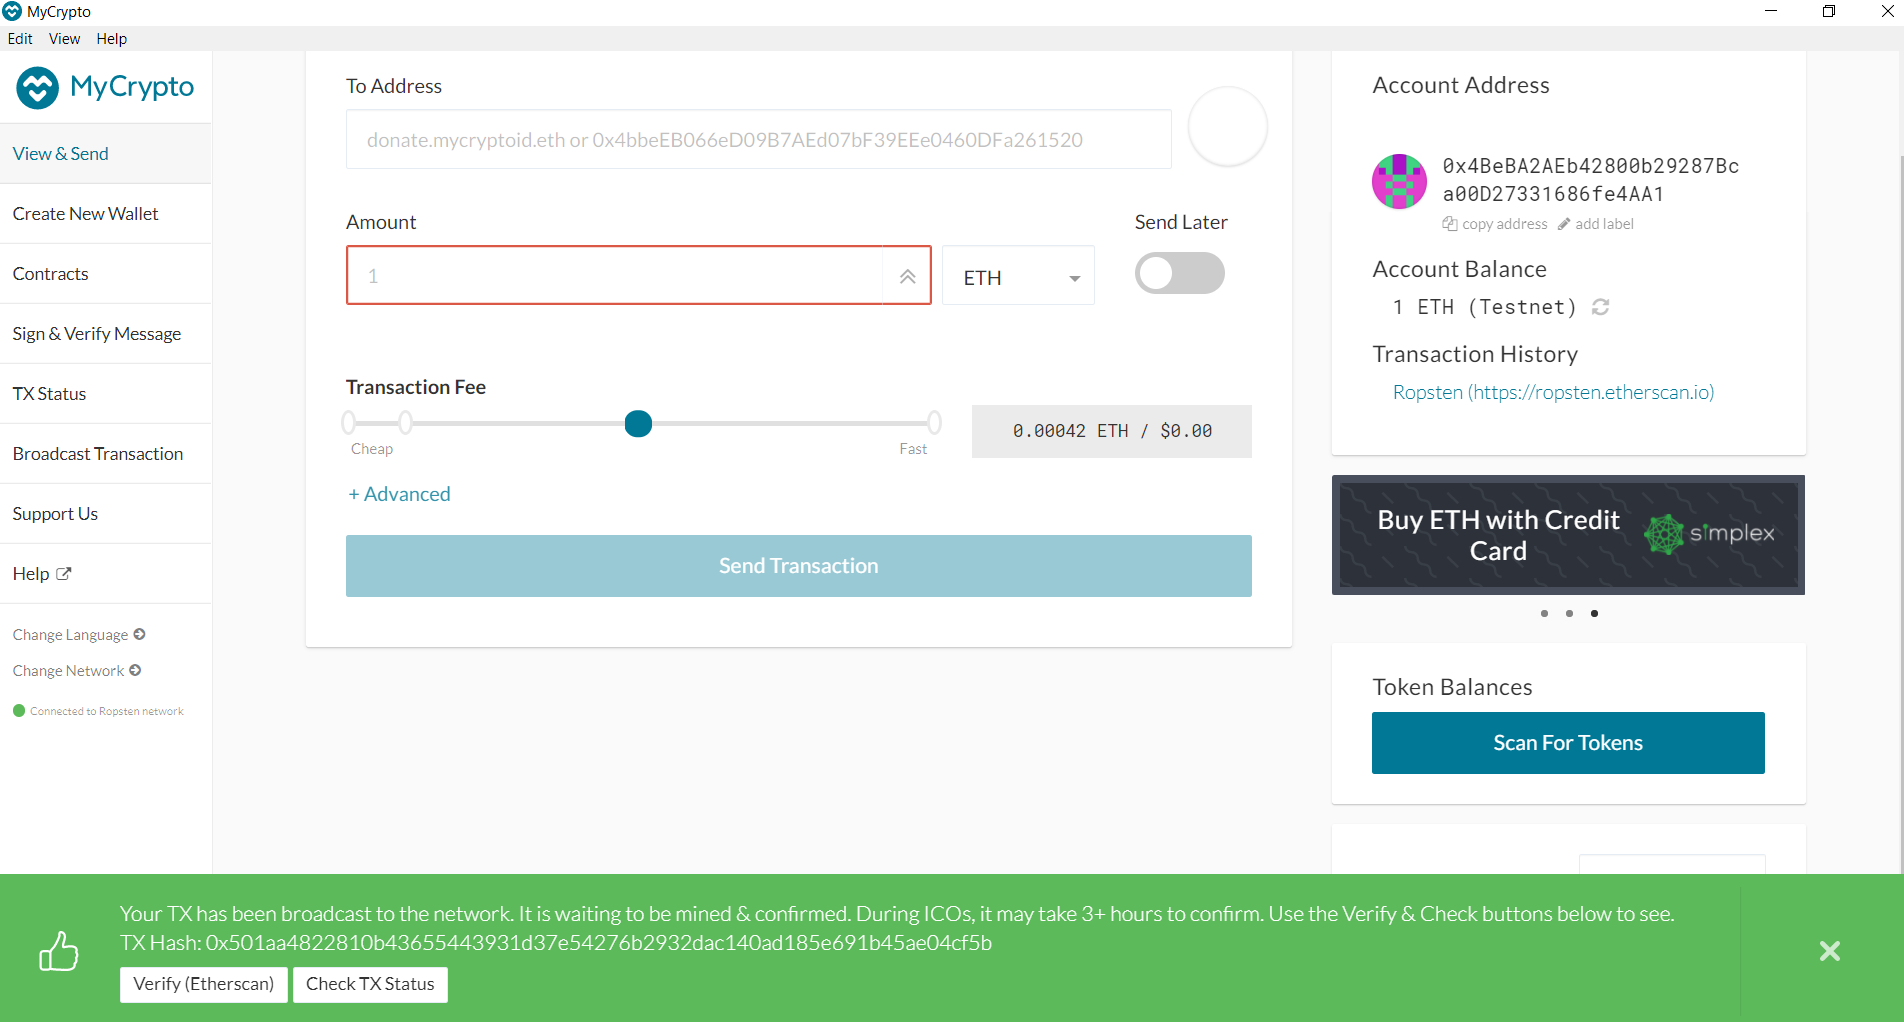 MyCrypto
Edit View Help
MyCrypto
View & Send
Create New Wallet
Contracts
Sign & Verify Message
TX Status
Broadcast Transaction
Support Us
Help
Change Language
Change Network
Connected to Ropsten network
To Address
donate.mycryptoid.eth or 0x4bbeEB066eD09B7AEd07bF39EEe0460DFa261520
Amount
Send Later
1
ETH
Transaction Fee
Cheap
Fast
0.00042 ETH / $0.00
+ Advanced
Send Transaction
Account Address
0x4BeBA2AEb42800b29287Bc
a00D27331686fe4AA1
copy address add label
Account Balance
1 ETH (Testnet)
Transaction History
Ropsten (https://ropsten.etherscan.io)
Buy ETH with Credit
Card
simplex
Token Balances
Scan For Tokens
Your TX has been broadcast to the network. It is waiting to be mined & confirmed. During ICOs, it may take 3+ hours to confirm. Use the Verify & Check buttons below to see.
TX Hash: 0x501aa4822810b43655443931d37e54276b2932dac140ad185e691b45ae04cf5b
Verify (Etherscan)
Check TX Status